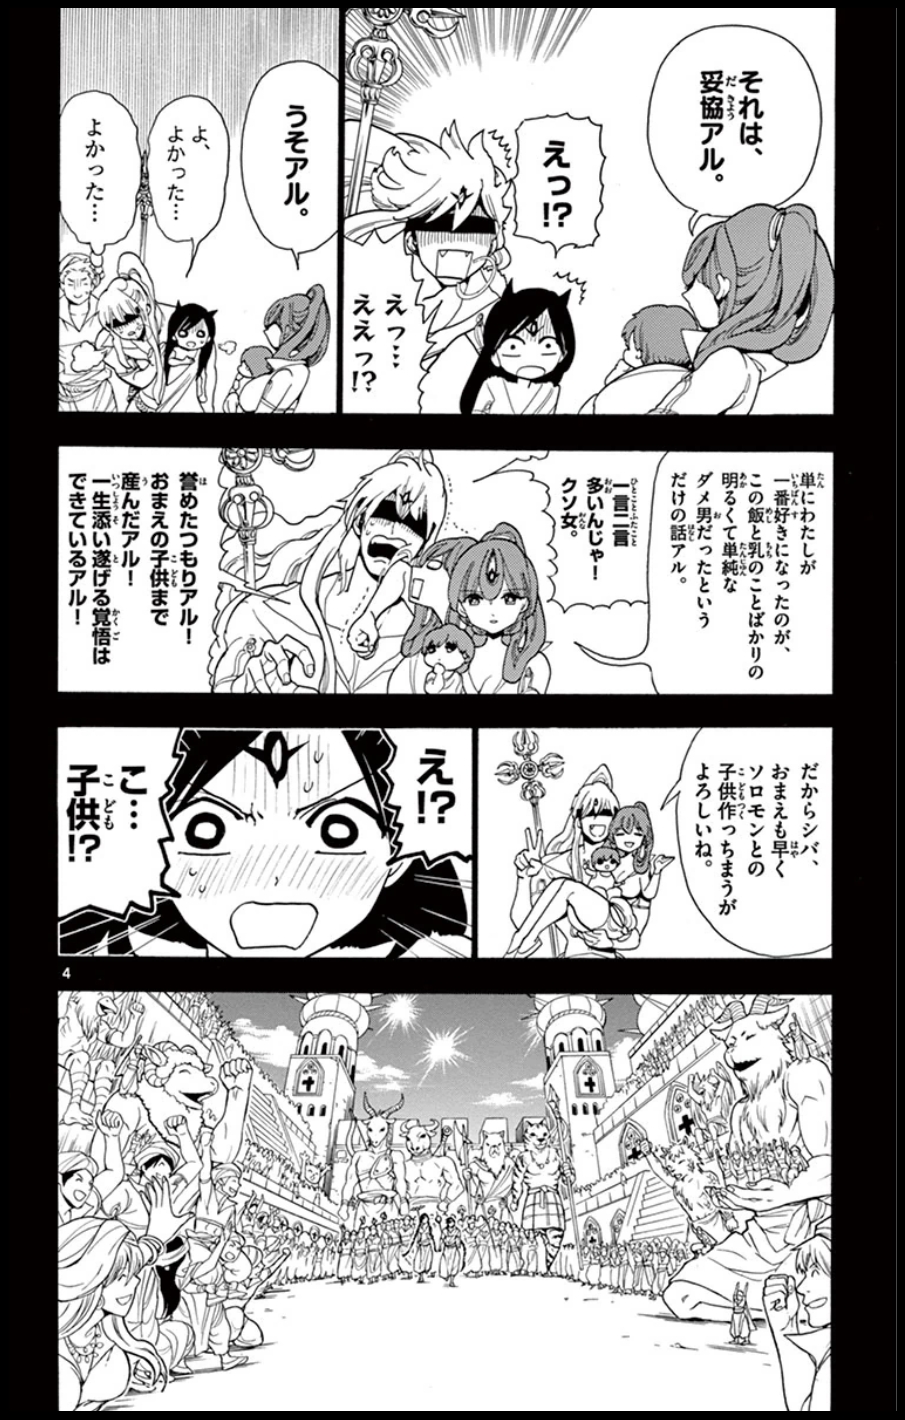 それは、
妥協アル。
えっ!?
えっ…
ええっ!?
うそアル。
よ、
よかった…
よかった…
単にわたしが
一番好きになったのが、
この飯と乳のことばかりの
明るくて単純な
ダメ男だったという
だけの話アル。
一言二言
多いんじゃ!
クソ女。
誉めたつもりアル!
おまえの子供まで
産んだアル!
一生添い遂げる覚悟は
できているアル!
だからシバ、
おまえも早く
ソロモンとの
子供作っちまうが
よろしいね。
え!?
こ…
子供!?
4